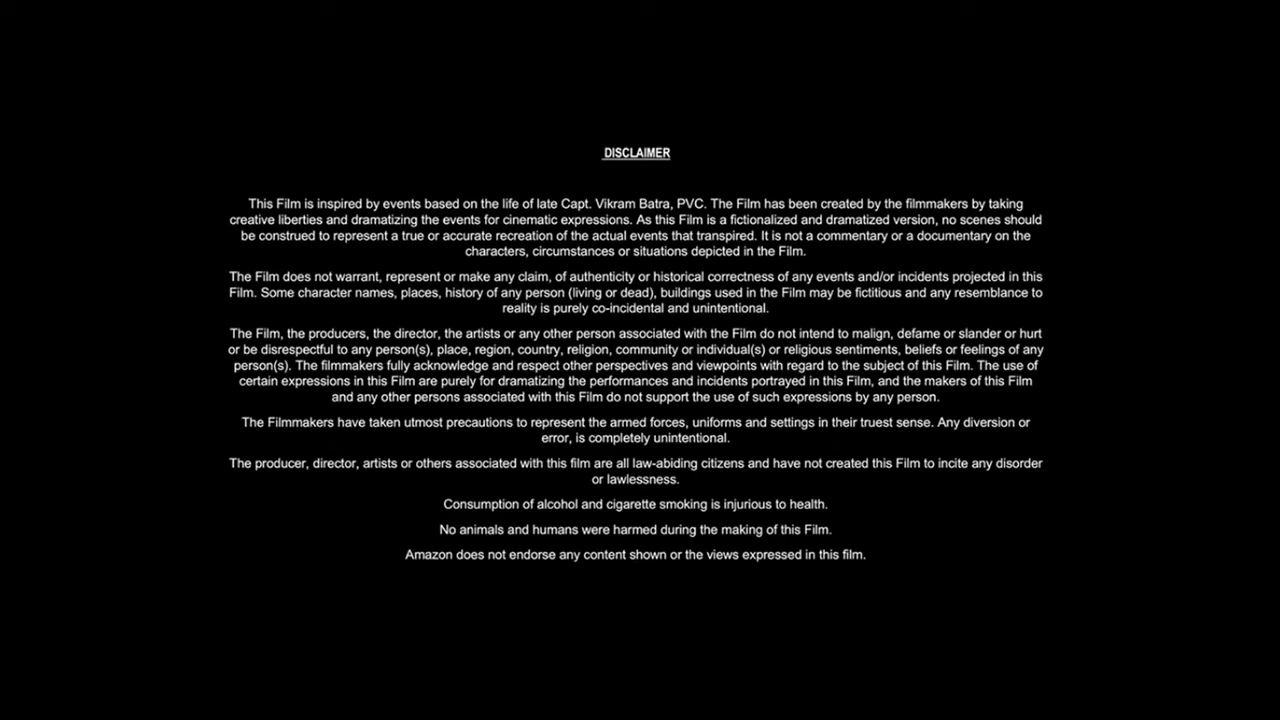 DISCLAIMER
This Film is inspired by events based on the life of late Capt. Vikram Batra, PVC. The Film has been created by the filmmakers by taking
creative liberties and dramatizing the events for cinematic expressions. As this Film is a fictionalized and dramatized version, no scenes should
be construed to represent a true or accurate recreation of the actual events that transpired. It is not a commentary or a documentary on the
characters, circumstances or situations depicted in the Film.
The Film does not warrant, represent or make any claim, of authenticity or historical correctness of any events and/or incidents projected in this
Film. Some character names, places, history of any person (living or dead), buildings used in the Film may be fictitious and any resemblance to
reality is purely co-incidental and unintentional.
The Film, the producers, the director, the artists or any other person associated with the Film do not intend to malign, defame or slander or hurt
or be disrespectful to any person(s), place, region, country, religion, community or individual(s) or religious sentiments, beliefs or feelings of any
person(s). The filmmakers fully acknowledge and respect other perspectives and viewpoints with regard to the subject of this Film. The use of
certain expressions in this Film are purely for dramatizing the performances and incidents portrayed in this Film, and the makers of this Film
and any other persons associated with this Film do not support the use of such expressions by any person.
The Filmmakers have taken utmost precautions to represent the armed forces, uniforms and settings in their truest sense. Any diversion or
error, is completely unintentional.
The producer, director, artists or others associated with this film are all law-abiding citizens and have not created this Film to incite any disorder
or lawlessness.
Consumption of alcohol and cigarette smoking is injurious to health.
No animals and humans were harmed during the making of this Film.
Amazon does not endorse any content shown or the views expressed in this film.